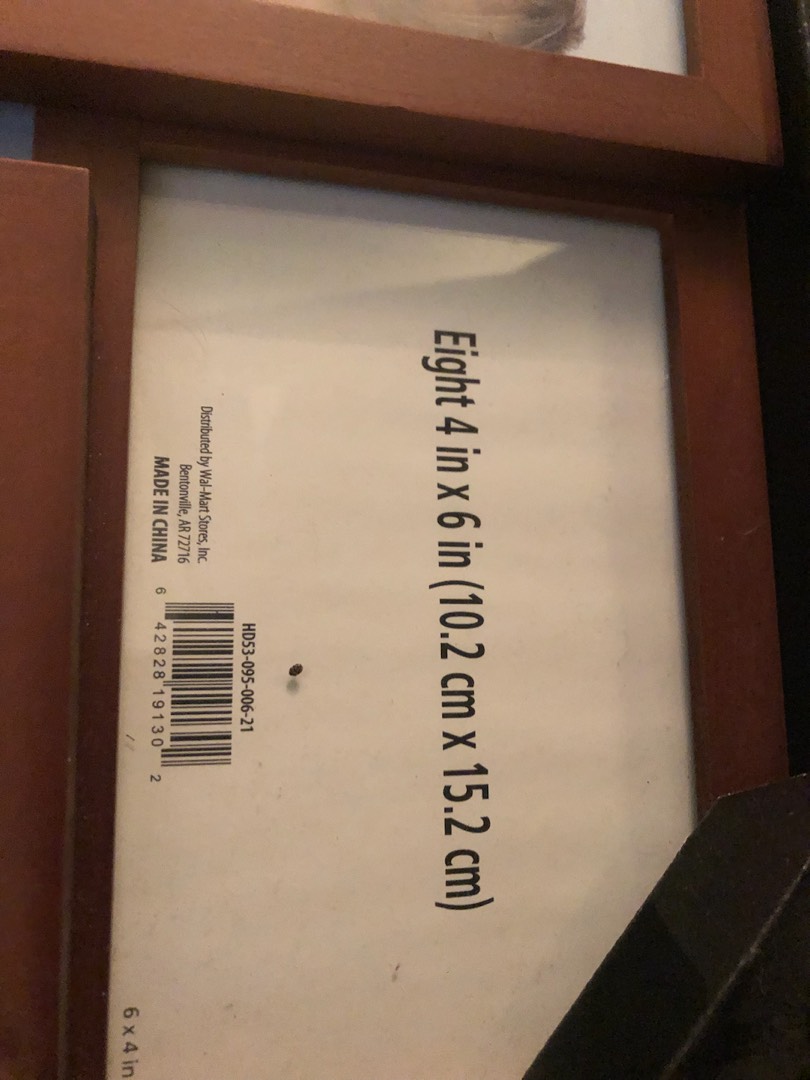 Eight 4 in x 6 in (10.2 cm x 15.2 cm)
HD53-095-006-21
Distributed by Wal-Mart Stores, Inc.
Bentonville, AR 72716
MADE IN CHINA
6 42828 19130 2
6 x 4 in